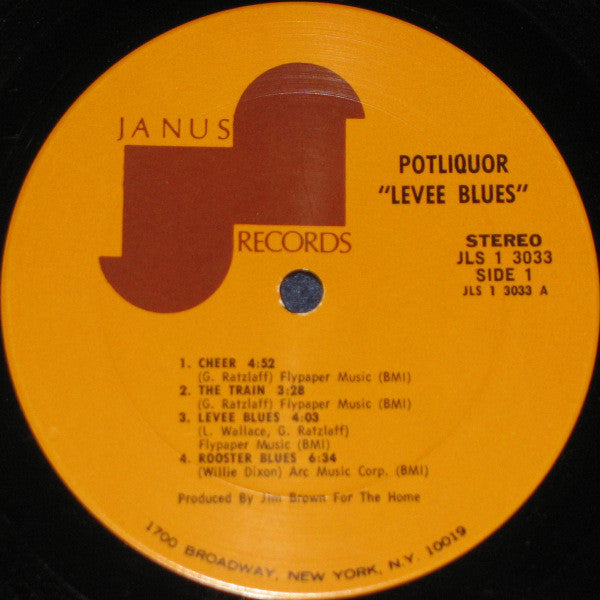 JANUS
RECORDS
POTLIQUOR
"LEVEE BLUES"
STEREO
JLS 1 3033
SIDE 1
JLS 1 3033 A
1. CHEER 4:52
(G. Ratzlaff) Flypaper Music (BMI)
2. THE TRAIN 3:28
(G. Ratzlaff) Flypaper Music (BMI)
3. LEVEE BLUES 4:03
(L. Wallace, G. Ratzlaff)
Flypaper Music (BMI)
4. ROOSTER BLUES 6:34
(Willie Dixon) Arc Music Corp. (BMI)
Produced By Jim Brown For The Home
1700 BROADWAY, NEW YORK, N.Y. 10019